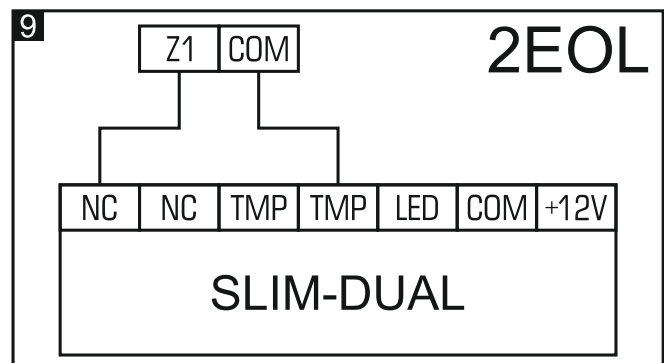 9
2EOL
Z1 COM
NC NC TMP TMP LED COM +12V
SLIM-DUAL